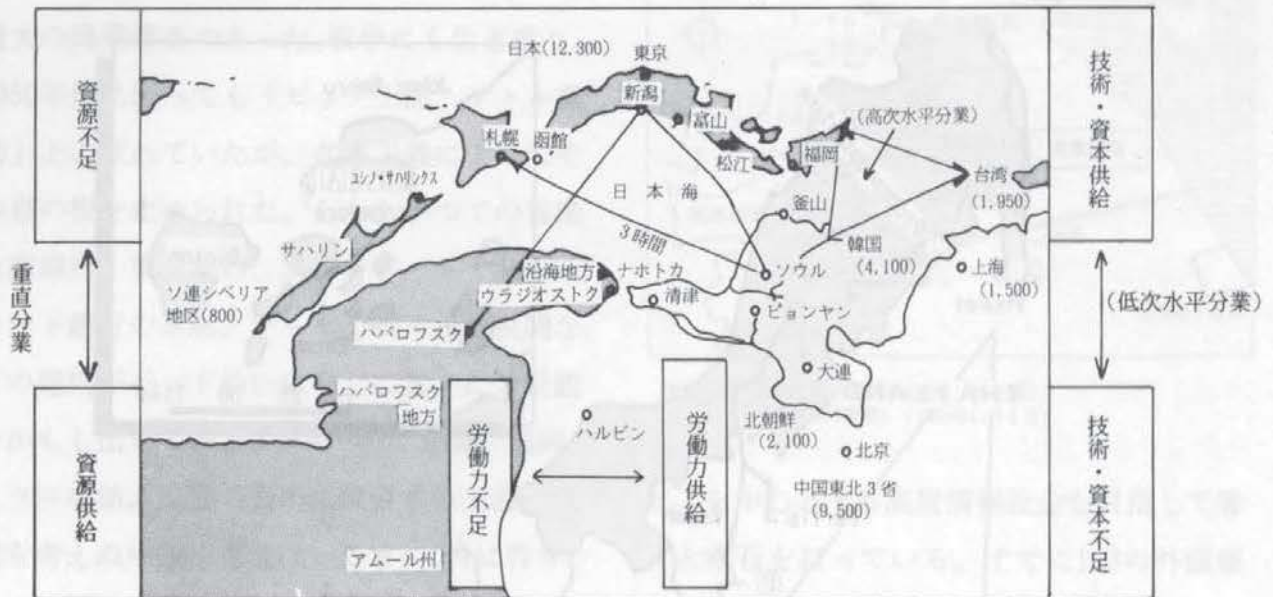 資源不足
重直分業
資源供給
日本(12.300)
東京
新潟
富山
松江
福岡
(高次水平分業)
台湾
(1,950)
札幌
函館
ユシノ・サハリンクス
サハリン
ソ連シベリア
地区(800)
日本海
3時間
釜山
韓国
(4,100)
ソウル
上海
(1,500)
沿海地方
ナホトカ
ウラジオストク
清津
ピョンヤン
ハバロフスク
ハバロフスク
地方
大連
ハルビン
北朝鮮
(2,100)
北京
中国東北3省
(9,500)
アムール州
労働力不足
労働力供給
技術・資本供給
(低次水平分業)
技術・資本不足